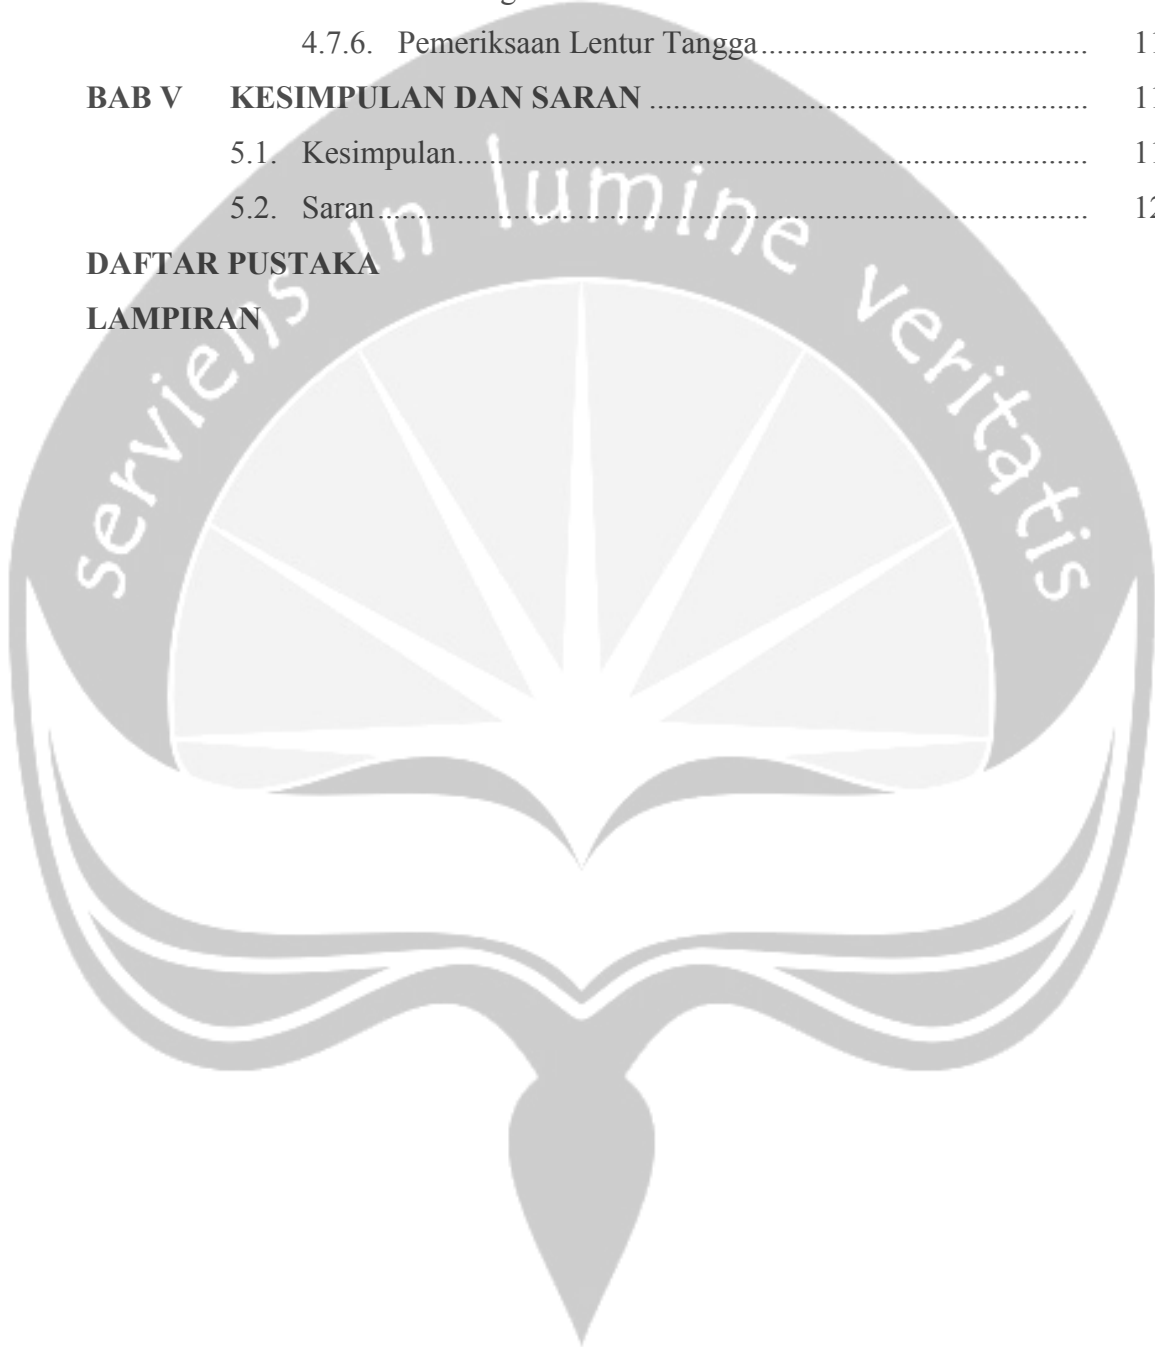 4.7.6. Pemeriksaan Lentur Tangga........................................
BAB V KESIMPULAN DAN SARAN......................................................
5.1. Kesimpulan..............................................................................
5.2. Saran........................................................................................
DAFTAR PUSTAKA
LAMPIRAN
serviens in lumine veritatis